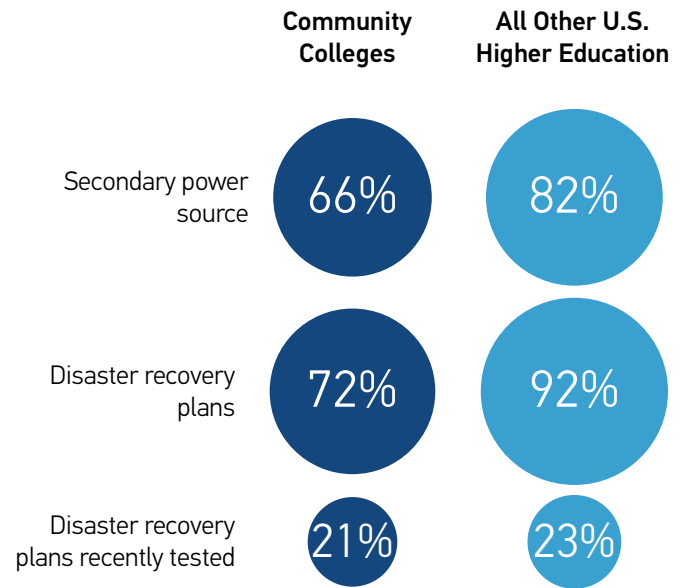 Community
Colleges
All Other U.S.
Higher Education
Secondary power
source
66%
82%
Disaster recovery
plans
72%
92%
Disaster recovery
plans recently tested
21%
23%